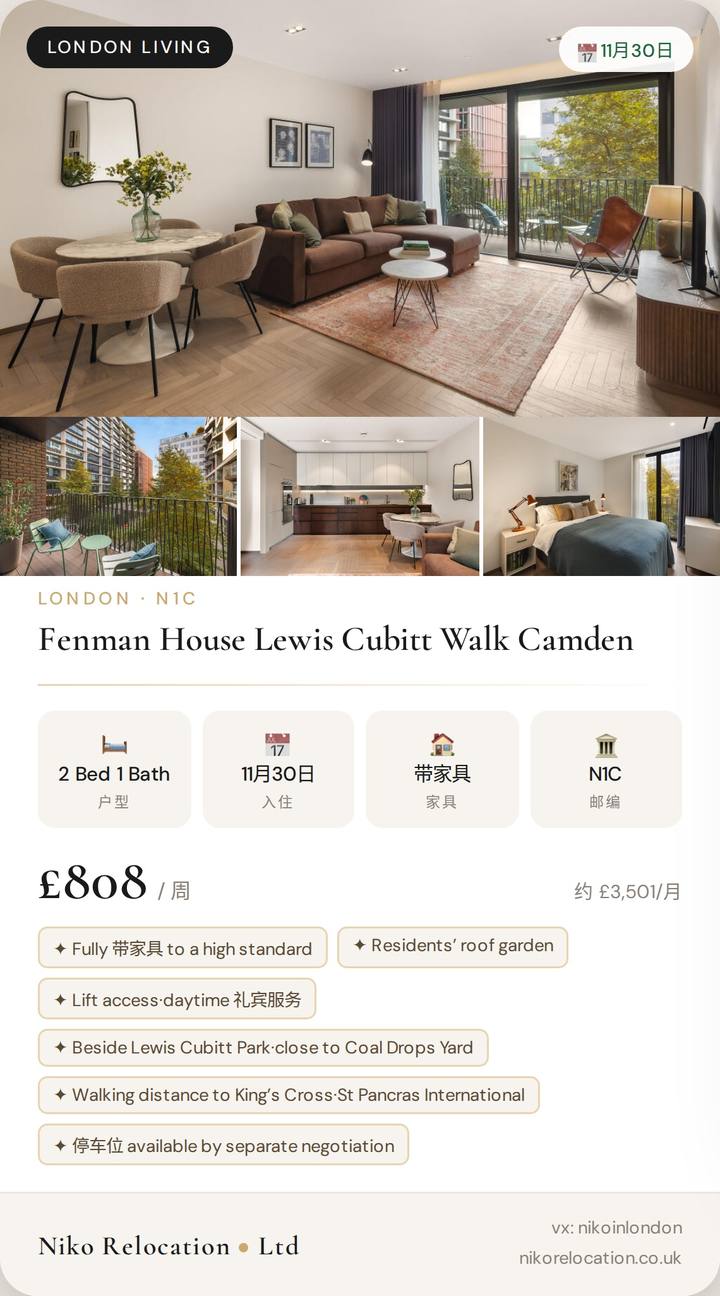 LONDON LIVING
📅 11月30日
LONDON · N1C
Fenman House Lewis Cubitt Walk Camden
2 Bed 1 Bath
户型
11月30日
入住
带家具
家具
N1C
邮编
£808 / 周
约 £3,501/月
✦ Fully 带家具 to a high standard
✦ Residents’ roof garden
✦ Lift access·daytime 礼宾服务
✦ Beside Lewis Cubitt Park·close to Coal Drops Yard
✦ Walking distance to King’s Cross·St Pancras International
✦ 停车位 available by separate negotiation
Niko Relocation • Ltd
vx: nikoinlondon
nikorelocation.co.uk